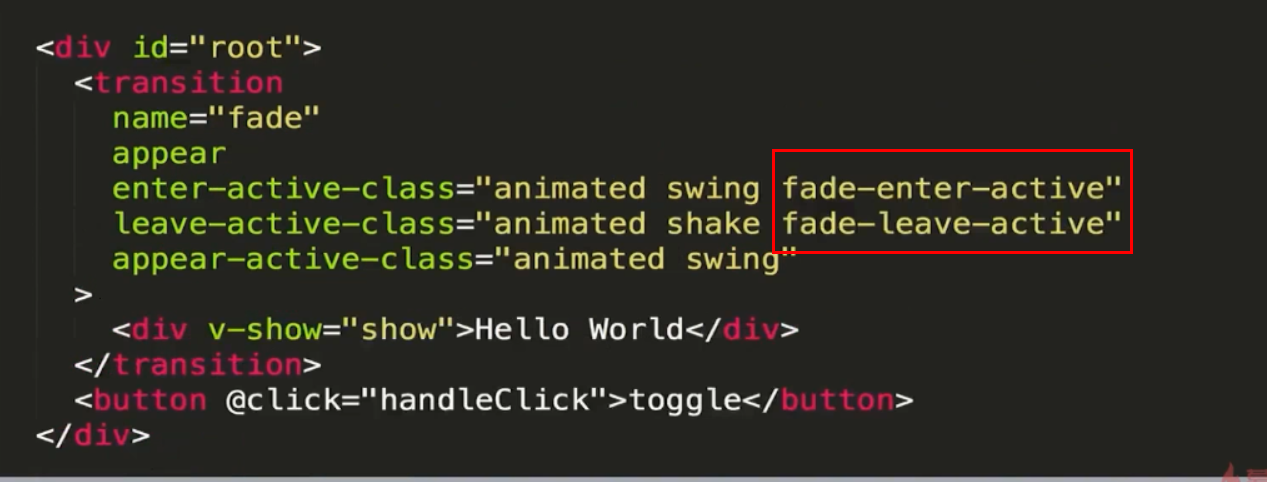 <div id="root">
<transition
name="fade"
appear
enter-active-class="animated swing fade-enter-active"
leave-active-class="animated shake fade-leave-active"
appear-active-class="animated swing"
>
<div v-show="show">Hello World</div>
</transition>
<button @click="handleClick">toggle</button>
</div>